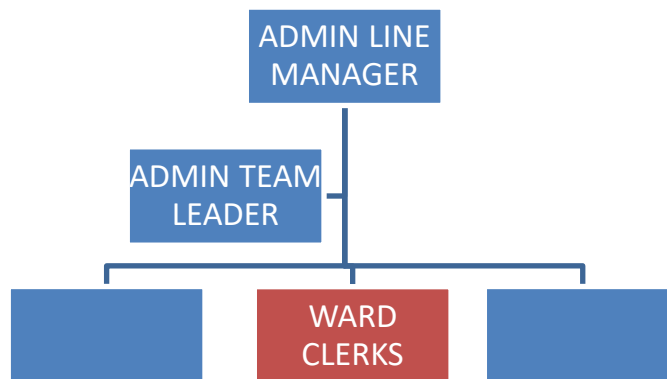 ADMIN LINE
MANAGER
ADMIN TEAM
LEADER
WARD
CLERKS